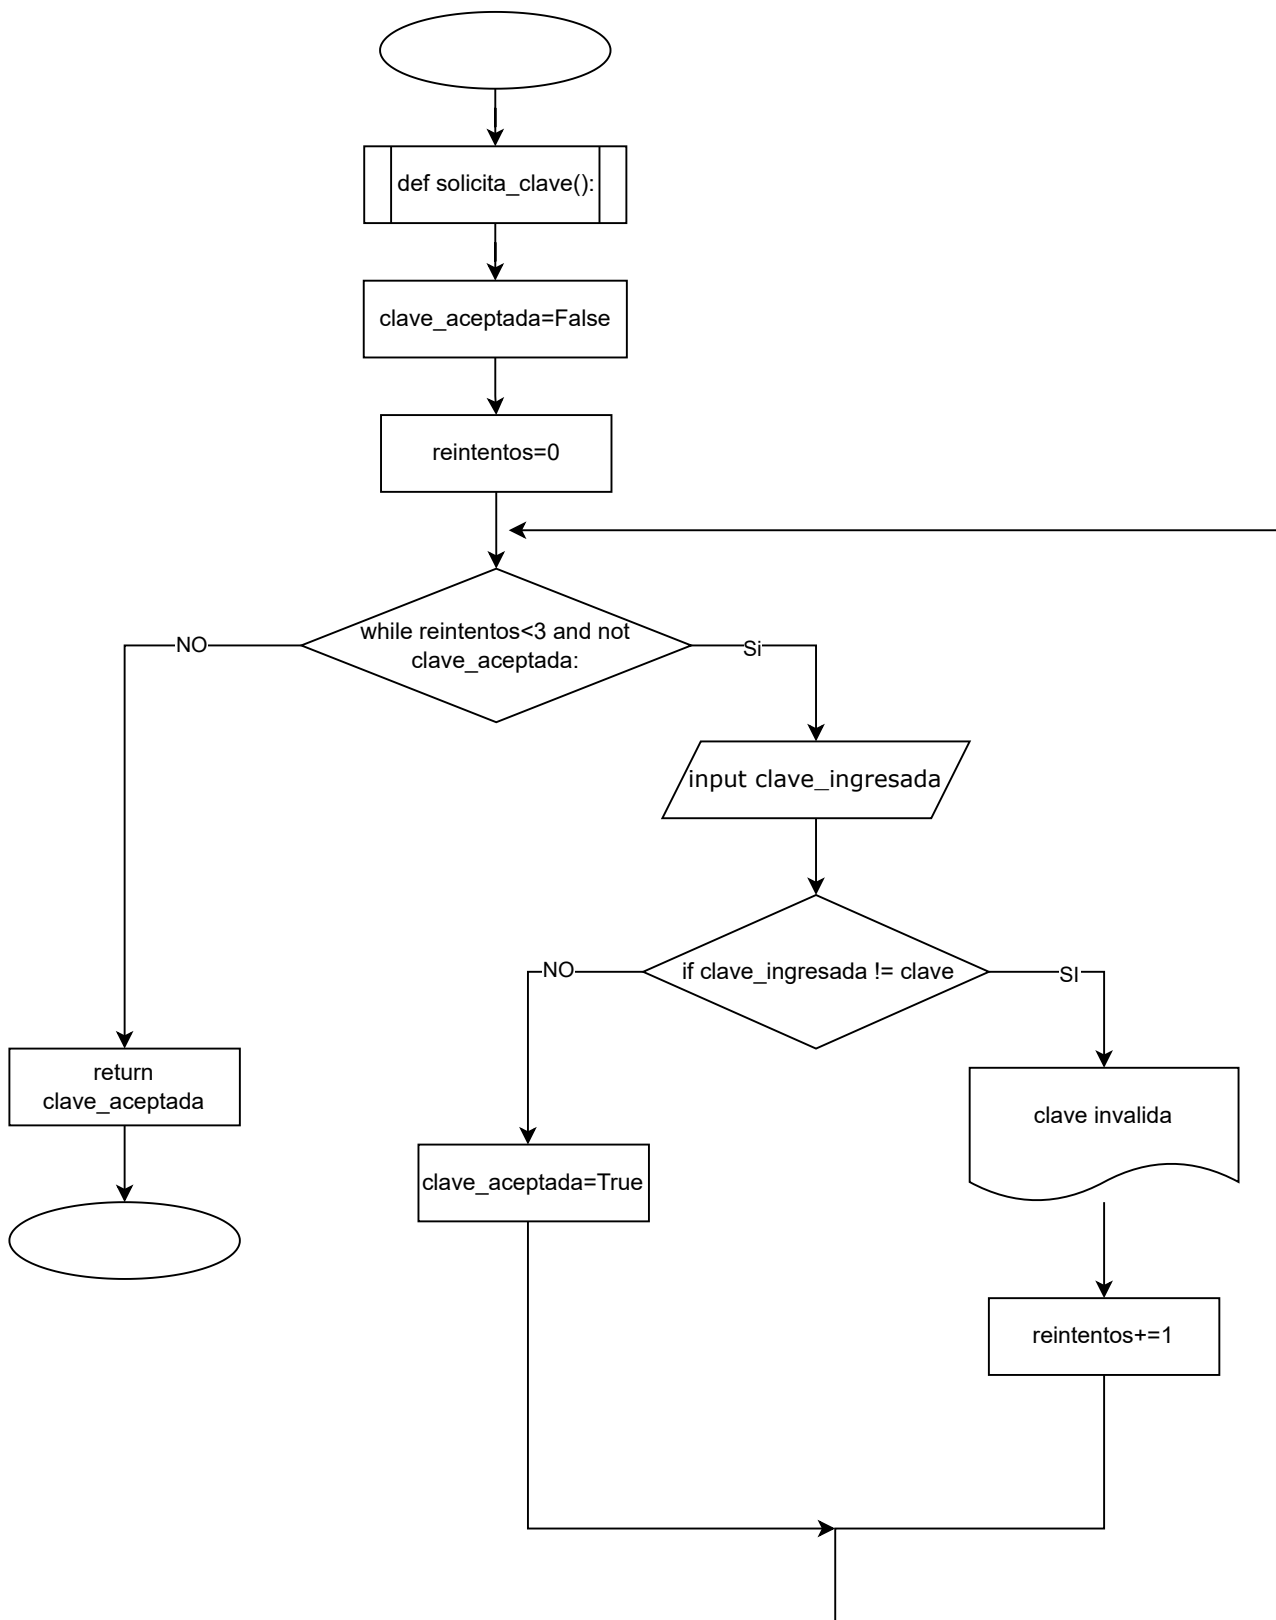 def solicita_clave():
clave_aceptada=False
reintentos=0
while reintentos<3 and not
clave_aceptada:
NO
Si
input clave_ingresada
if clave_ingresada != clave
NO
SI
return
clave_aceptada
clave invalida
clave_aceptada=True
reintentos+=1